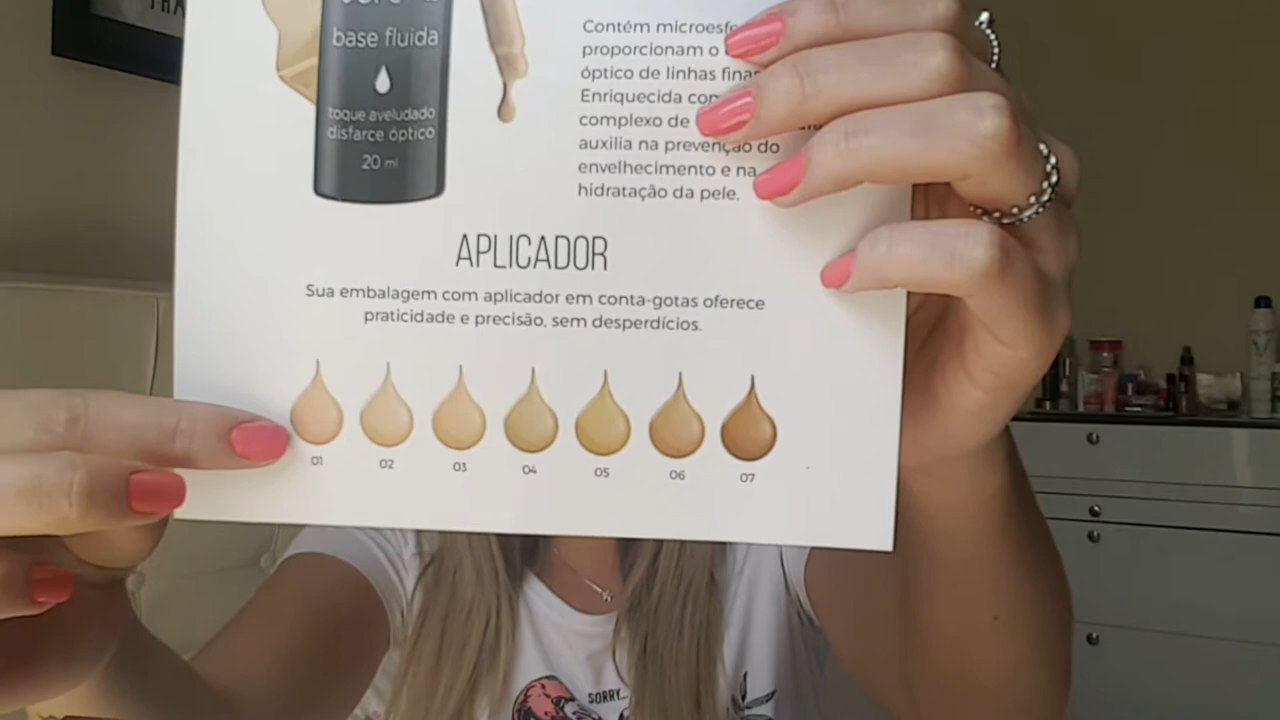 base fluida
toque aveludado
disfarce óptico
20 ml
Contém microesfe
proporcionam o
óptico de linhas finas
Enriquecida com
complexo de
auxilia na prevenção do
envelhecimento e na
hidratação da pele.
APLICADOR
Sua embalagem com aplicador em conta-gotas oferece
praticidade e precisão, sem desperdícios.
01 02 03 04 05 06 07
SORRY...